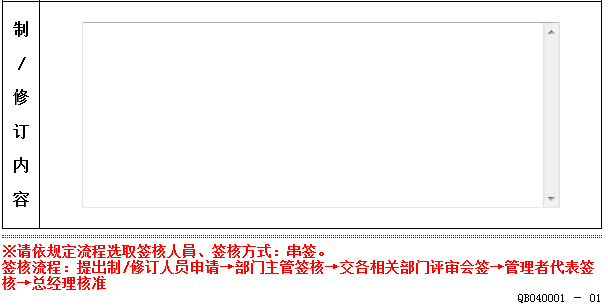 制
/
修
订
内
容
※请依规定流程选取签核人員、签核方式：串签。
签核流程：提出制/修订人员申请→部门主管签核→交各相关部门评审会签→管理者代表签
核→总经理核准
QB040001 - 01